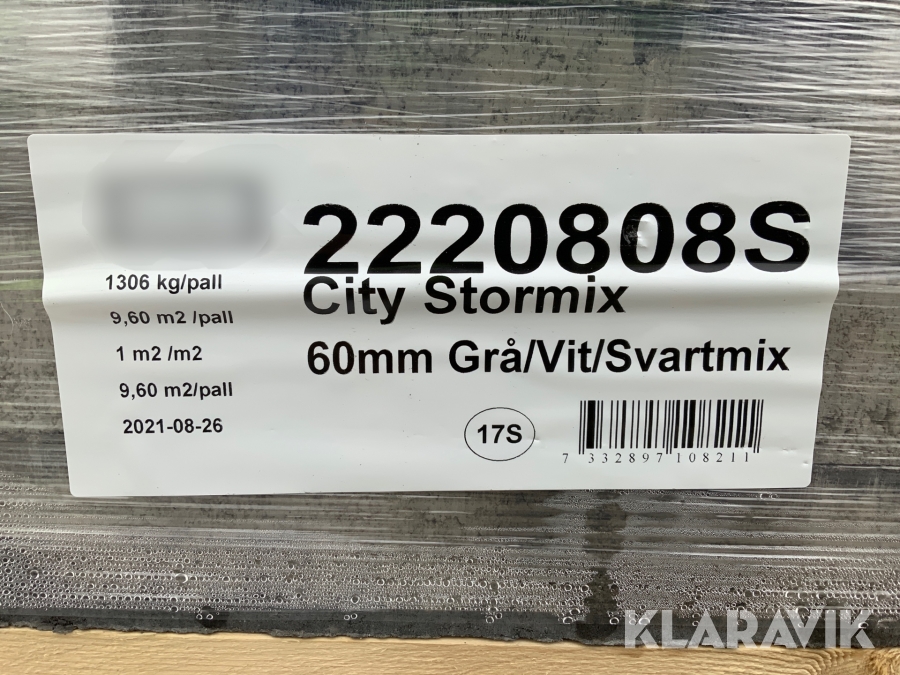 2220808S
City Stormix
60mm Grå/Vit/Svartmix
1306 kg/pall
9,60 m2 /pall
1 m2 /m2
9,60 m2/pall
2021-08-26
17S
7 332897 108211
KLARAVIK